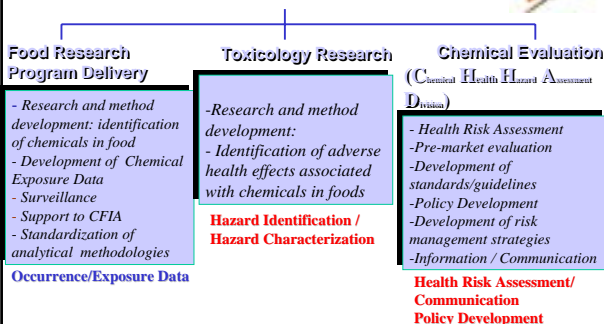 Food Research
Program Delivery
- Research and method
development: identification
of chemicals in food
- Development of Chemical
Exposure Data
- Surveillance
- Support to CFIA
- Standardization of
analytical methodologies
Occurrence/Exposure Data
Toxicology Research
-Research and method
development:
- Identification of adverse
health effects associated
with chemicals in foods
Hazard Identification /
Hazard Characterization
Chemical Evaluation
(Chemical Health Hazard Assessment
Division)
- Health Risk Assessment
-Pre-market evaluation
-Development of
standards/guidelines
-Policy Development
-Development of risk
management strategies
-Information / Communication
Health Risk Assessment/
Communication
Policy Development